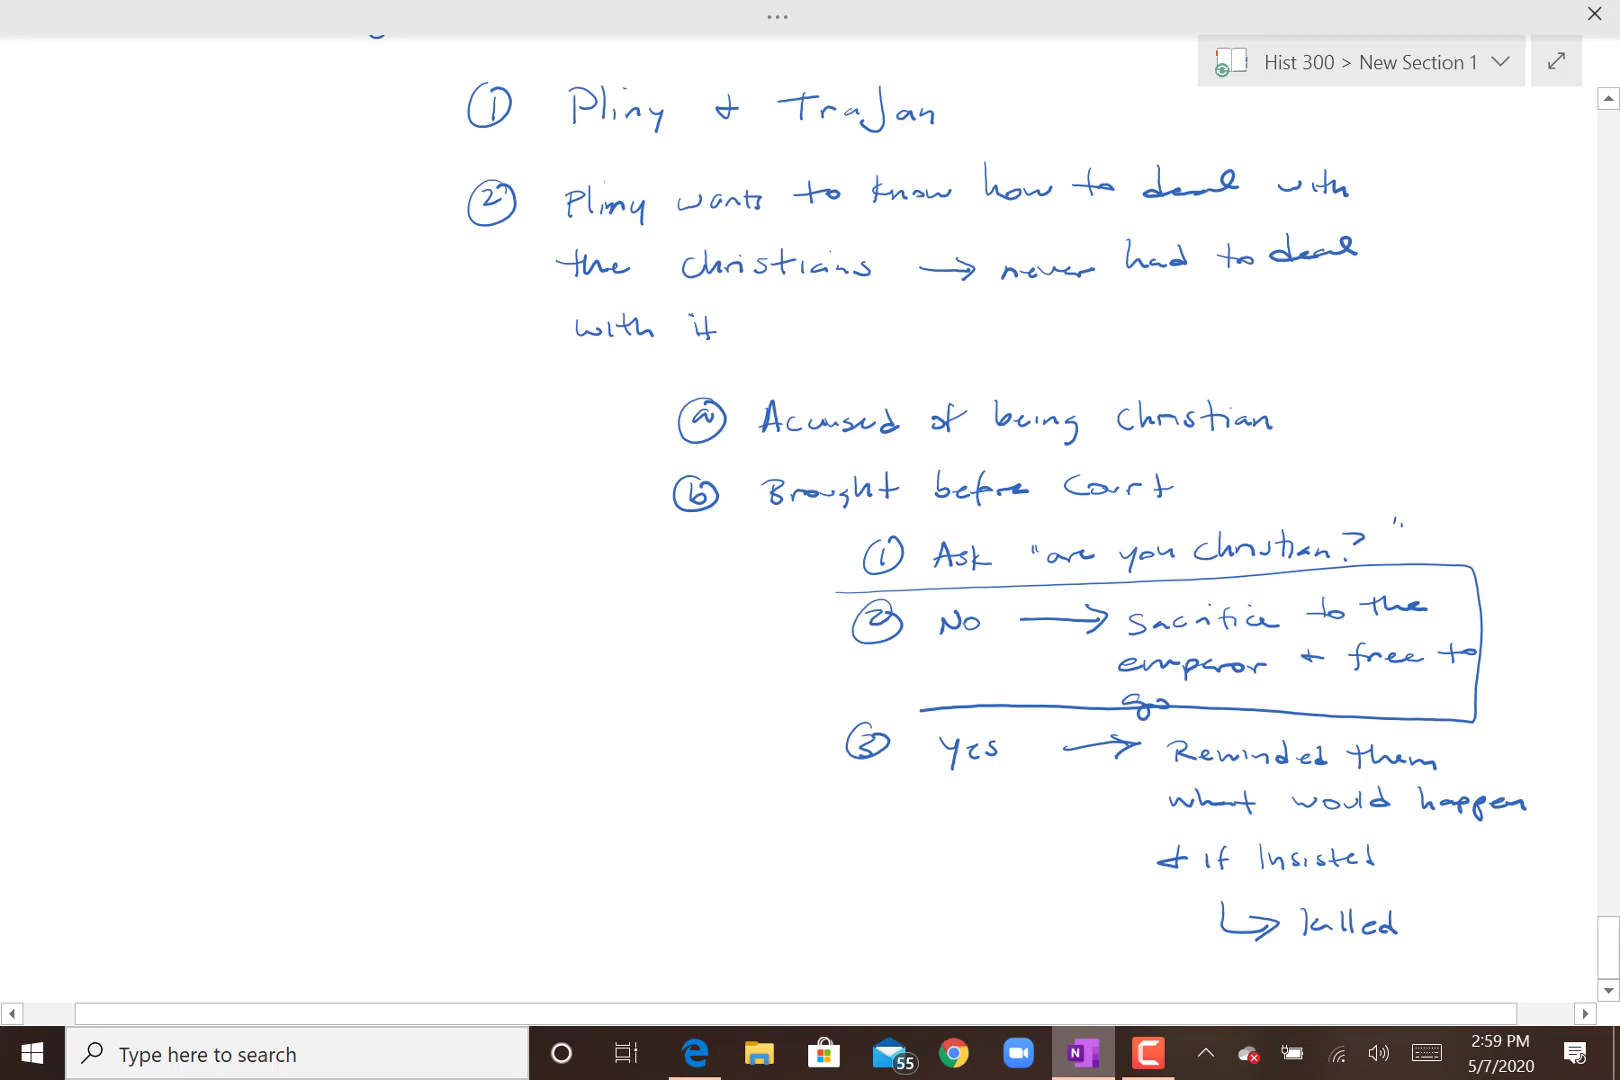 Hist 300 > New Section 1
① Pliny & Trajan
② Pliny wants to know how to deal with
the Christians → never had to deal
with it
ⓐ Accused of being Christian
ⓑ Brought before Court
① Ask "are you Christian?"
② No → Sacrifice to the
emperor + free to
go
③ Yes → Reminded them
what would happen
& if Insisted
↳ killed
Type here to search
55
2:59 PM
5/7/2020